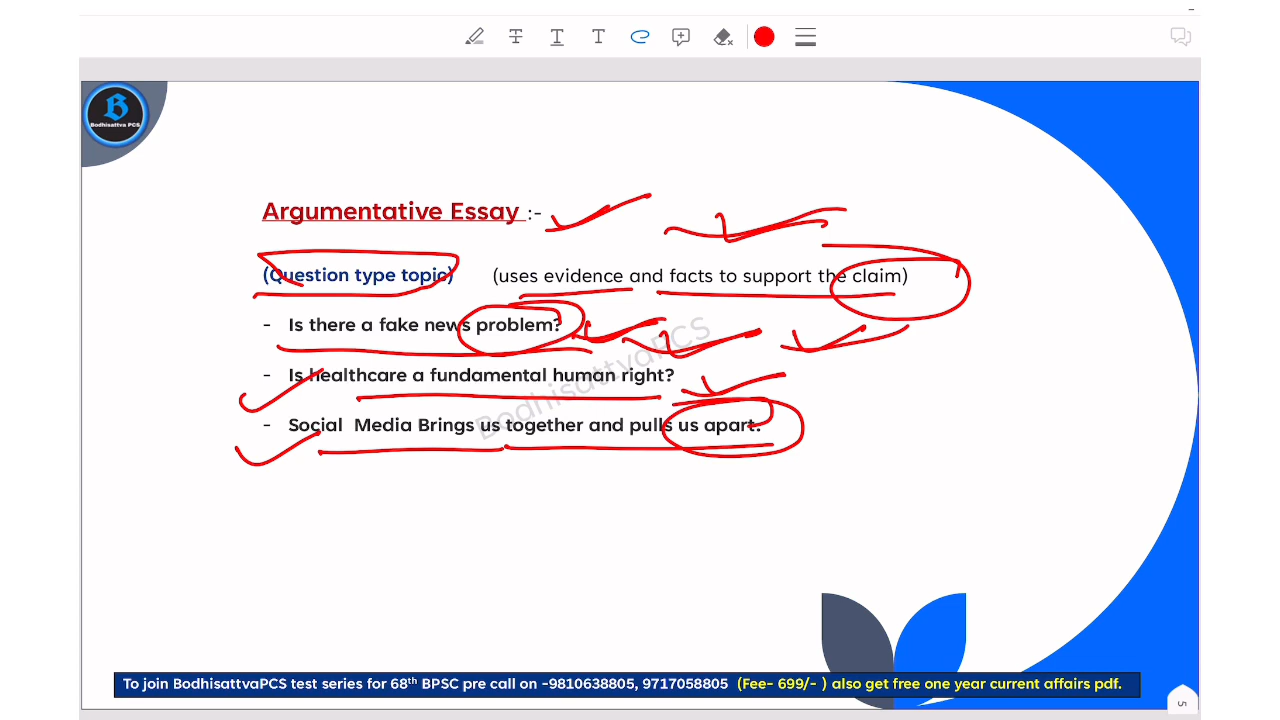 B
Bodhisattva PCS
Argumentative Essay :-
(Question type topic) (uses evidence and facts to support the claim)
- Is there a fake news problem?
- Is healthcare a fundamental human right?
- Social Media Brings us together and pulls us apart.
BodhisattvaPCS
To join BodhisattvaPCS test series for 68th BPSC pre call on -9810638805, 9717058805 (Fee- 699/- ) also get free one year current affairs pdf.
5